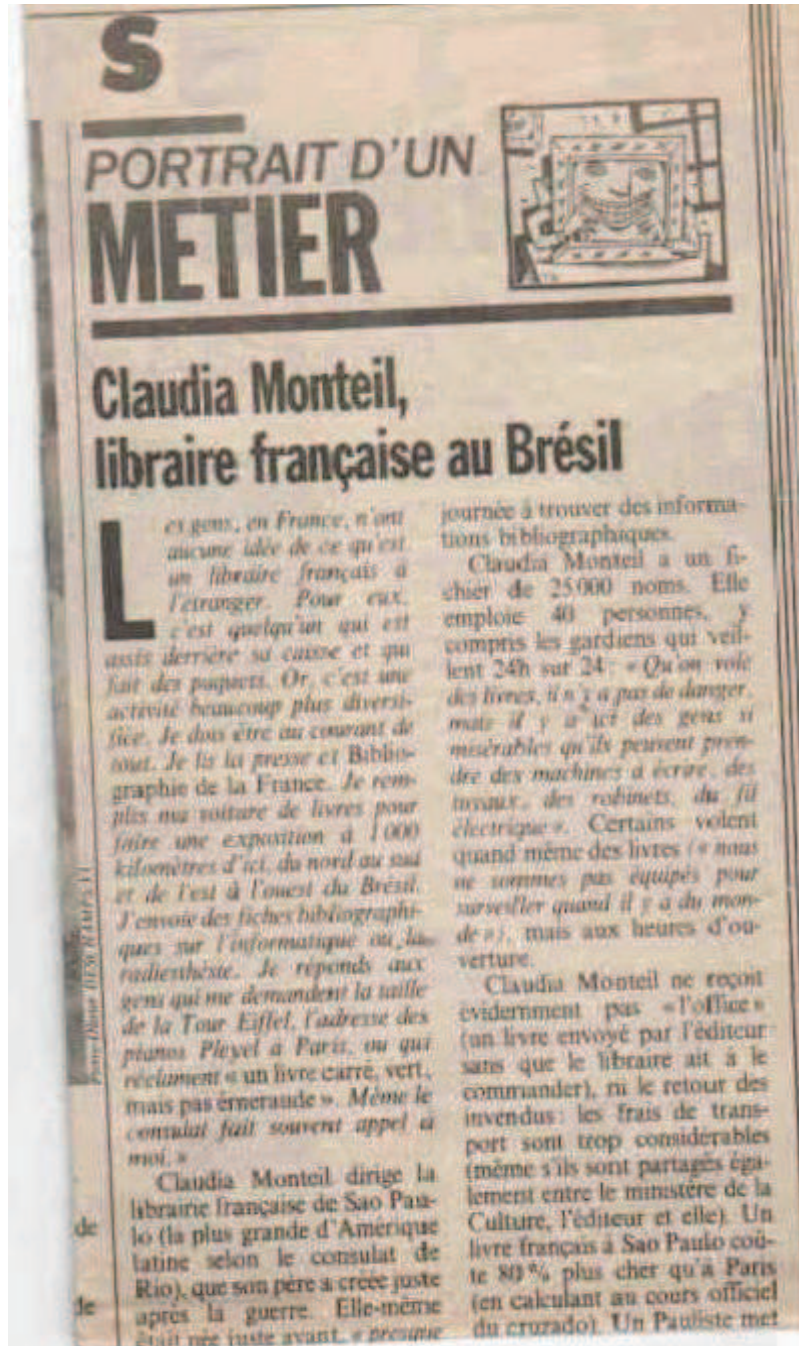 S
PORTRAIT D'UN
METIER
Claudia Monteil,
libraire française au Brésil
Les gens, en France, n'ont
aucune idée de ce qu'est
un libraire français à
l'étranger. Pour eux,
c'est quelqu'un qui est
assis derrière sa caisse et qui
fait des paquets. Or, c'est une
activité beaucoup plus diversi-
fiée. Je dois être au courant de
tout. Je lis la presse et Biblio-
graphie de la France. Je rem-
plis ma voiture de livres pour
faire une exposition à 1000
kilomètres d'ici, du nord au sud
et de l'est à l'ouest du Brésil.
J'envoie des fiches bibliographi-
ques sur l'informatique ou la
radiesthésie. Je réponds aux
gens qui me demandent la taille
de la Tour Eiffel, l'adresse des
pianos Pleyel à Paris, ou qui
réclament « un livre carré, vert,
mais pas émeraude ». Même le
consulat fait souvent appel à
moi. »
Claudia Monteil dirige la
librairie française de Sao Pau-
lo (la plus grande d'Amérique
latine selon le consulat de
Rio), que son père a créée juste
après la guerre. Elle-même
était née juste avant, « presque
journée à trouver des informa-
tions bibliographiques.
Claudia Monteil a un fi-
chier de 25000 noms. Elle
emploie 40 personnes, y
compris les gardiens qui veil-
lent 24h sur 24 : « Qu'on vole
des livres, il n'y a pas de danger,
mais il y a ici des gens si
misérables qu'ils peuvent pren-
dre des machines à écrire, des
tuyaux, des robinets, du fil
électrique ». Certains volent
quand même des livres (« nous
ne sommes pas équipés pour
surveiller quand il y a du mon-
de »), mais aux heures d'ou-
verture.
Claudia Monteil ne reçoit
évidemment pas « l'office »
(un livre envoyé par l'éditeur
sans que le libraire ait à le
commander), ni le retour des
invendus : les frais de trans-
port sont trop considérables
(même s'ils sont partagés éga-
lement entre le ministère de la
Culture, l'éditeur et elle). Un
livre français à Sao Paulo coû-
te 80 % plus cher qu'à Paris
(en calculant au cours officiel
du cruzado). Un Pauliste met
de
de